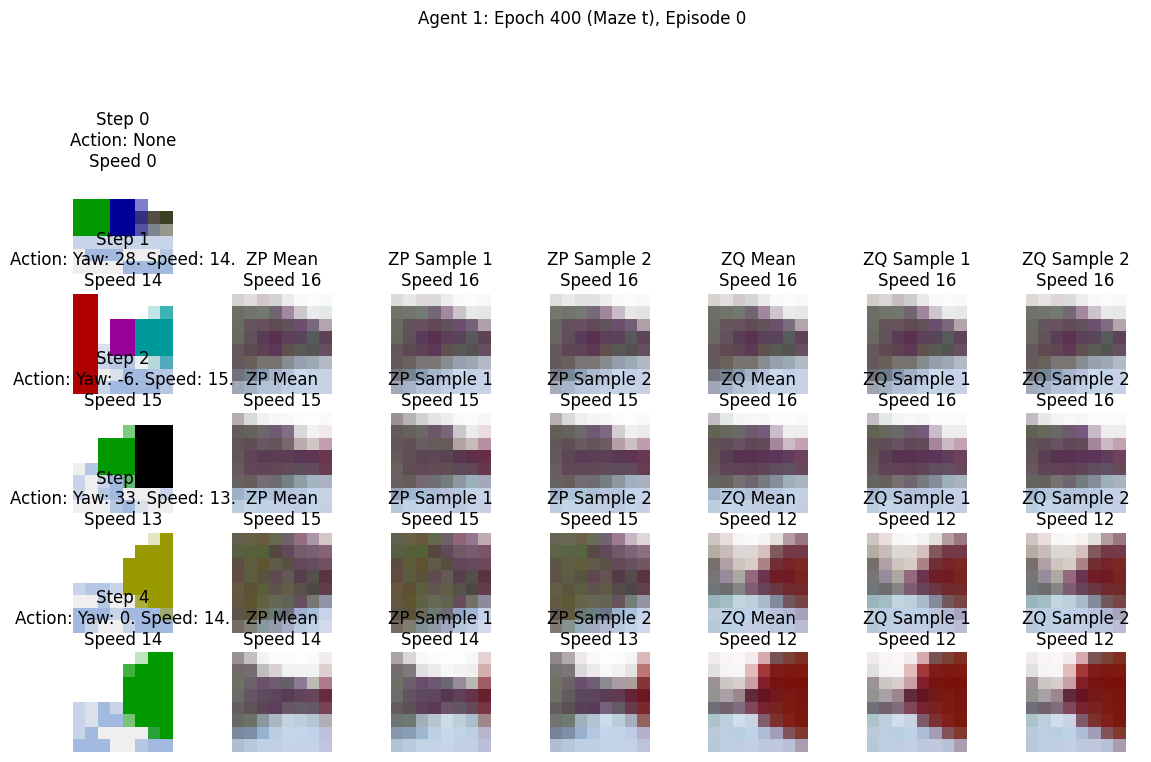 Agent 1: Epoch 400 (Maze t), Episode 0
Step 0
Action: None
Speed 0
Step 1
Action: Yaw: 28. Speed: 14.
Speed 14
ZP Mean
Speed 16
ZP Sample 1
Speed 16
ZP Sample 2
Speed 16
ZQ Mean
Speed 16
ZQ Sample 1
Speed 16
ZQ Sample 2
Speed 16
Step 2
Action: Yaw: -6. Speed: 15.
Speed 15
ZP Mean
Speed 15
ZP Sample 1
Speed 15
ZP Sample 2
Speed 15
ZQ Mean
Speed 16
ZQ Sample 1
Speed 16
ZQ Sample 2
Speed 16
Step
Action: Yaw: 33. Speed: 13.
Speed 13
ZP Mean
Speed 15
ZP Sample 1
Speed 15
ZP Sample 2
Speed 15
ZQ Mean
Speed 12
ZQ Sample 1
Speed 12
ZQ Sample 2
Speed 12
Step 4
Action: Yaw: 0. Speed: 14.
Speed 14
ZP Mean
Speed 14
ZP Sample 1
Speed 14
ZP Sample 2
Speed 13
ZQ Mean
Speed 12
ZQ Sample 1
Speed 12
ZQ Sample 2
Speed 12